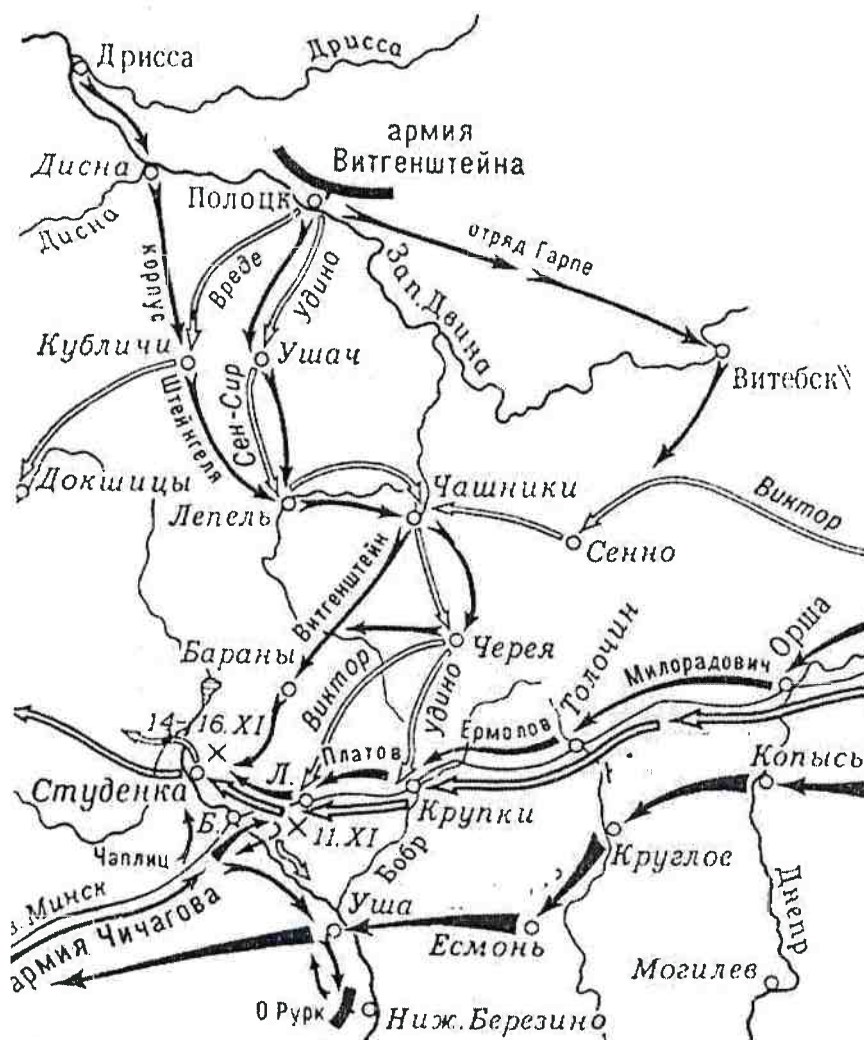 Дрисса
Дрисса
армия
Витгенштейна
Дисна
Дисна
Полоцк
корпус
Вреде
Удино
Зап. Двина
отряд Гарпе
Кубличи
Ушач
Витебск
Штейнгеля
Сен-Сир
Докшицы
Лепель
Чашники
Виктор
Сенно
Витгенштейн
Бараны
Виктор
Черея
Удино
Толочин
Милорадович
Орша
14-16.XI
Ермолов
Платов
Л.
Студенка
Крупки
Копысь
Б.
11.XI
Чаплиц
Бобр
Круглое
в. Минск
армия Чичагова
Уша
Есмонь
Днепр
Могилев
О Рурк
Ниж. Березино